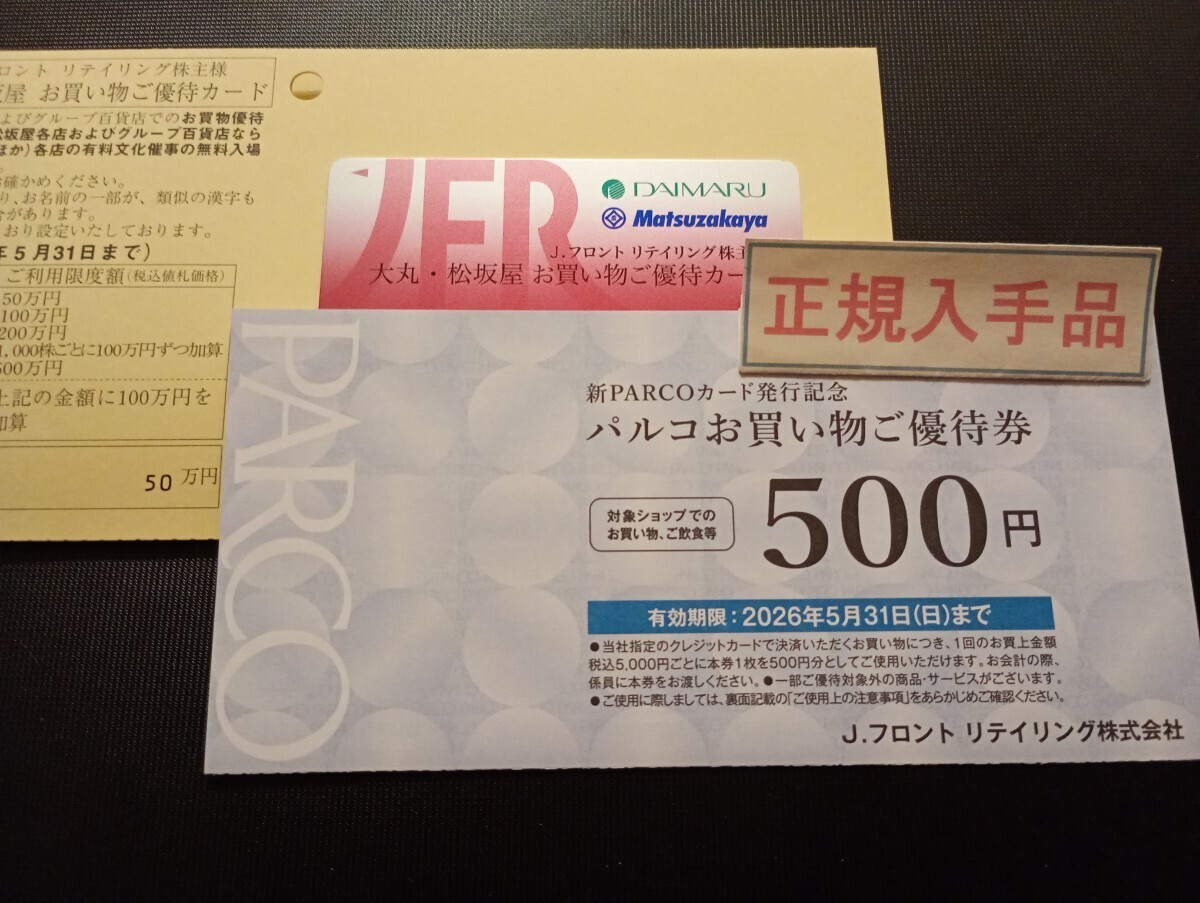 ロント リテイリング株主様
屋 お買い物ご優待カード
よびグループ百貨店でのお買物優待
松坂屋各店およびグループ百貨店なら
ほか)各店の有料文化催事の無料入場
確かめください。
り、お名前の一部が、類似の漢字も
合があります。
おり設定いたしております。
年5月31日まで)
ご利用限度額(税込値札価格)
50万円
100万円
200万円
1,000株ごとに100万円ずつ加算
500万円
上記の金額に100万円を
加算
50 万円
JFR
DAIMARU
Matsuzakaya
J.フロント リテイリング株主
大丸・松坂屋 お買い物ご優待カー
正規入手品
PARCO
新PARCOカード発行記念
パルコお買い物ご優待券
対象ショップでの
お買い物、ご飲食等
500円
有効期限:2026年5月31日(日)まで
●当社指定のクレジットカードで決済いただくお買い物につき、1回のお買上金額
税込5,000円ごとに本券1枚を500円分としてご使用いただけます。お会計の際、
係員に本券をお渡しください。●一部ご優待対象外の商品・サービスがございます。
●ご使用に際しましては、裏面記載の「ご使用上の注意事項」をあらかじめご確認ください。
J.フロント リテイリング株式会社